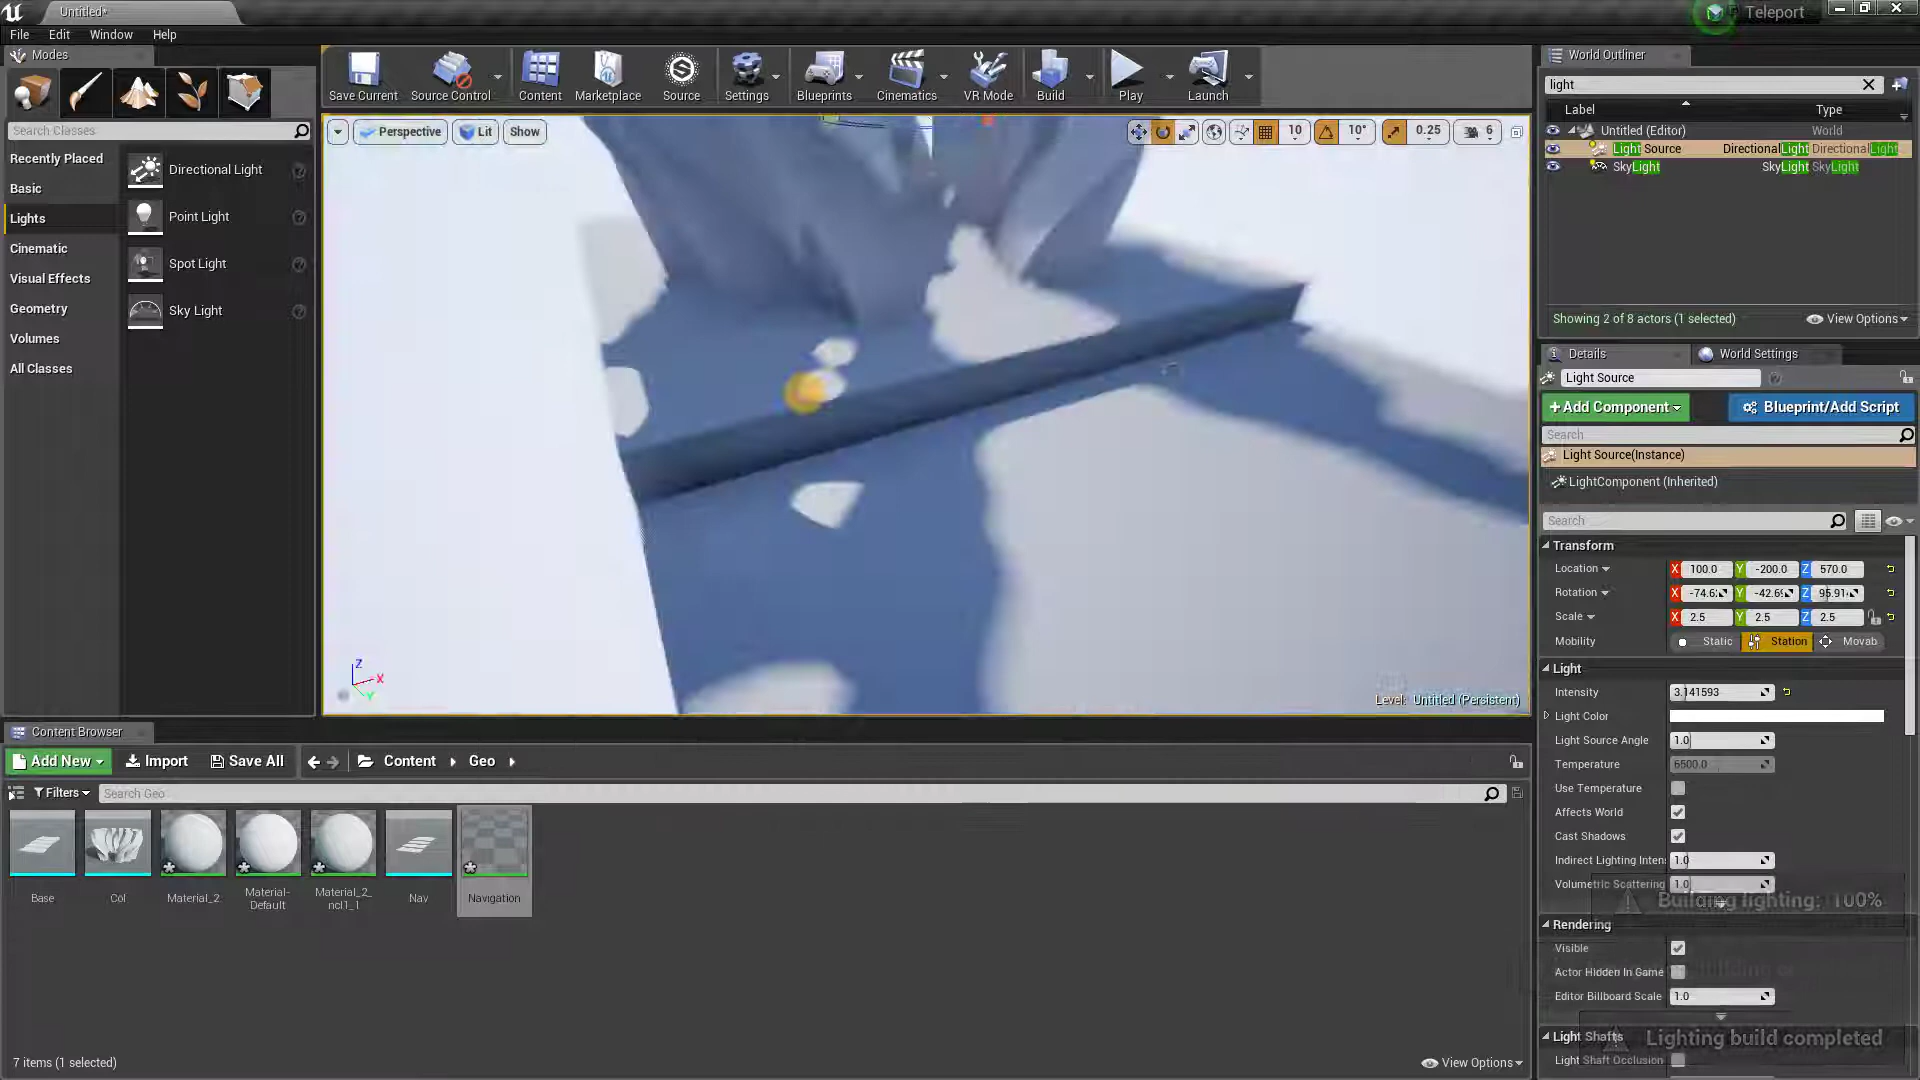 Untitled*
Teleport
File Edit Window Help
Modes
Search Classes
Recently Placed
Basic
Lights
Cinematic
Visual Effects
Geometry
Volumes
All Classes
Directional Light
Point Light
Spot Light
Sky Light
Save Current
Source Control
Content
Marketplace
Source
Settings
Blueprints
Cinematics
VR Mode
Build
Play
Launch
Perspective
Lit
Show
10
10°
0.25
6
Z
X
Y
Level: Untitled (Persistent)
World Outliner
light
Label Type
Untitled (Editor) World
Light Source DirectionalLight DirectionalLight
SkyLight SkyLight SkyLight
Showing 2 of 8 actors (1 selected)
View Options
Details
World Settings
Light Source
+Add Component
Blueprint/Add Script
Search
Light Source(Instance)
LightComponent (Inherited)
Search
Transform
Location X 100.0 Y -200.0 Z 570.0
Rotation X Y Z
Scale X 2.5 Y 2.5 Z 2.5
Mobility Static Station Movab
Light
Intensity 3.141593
Light Color
Light Source Angle 1.0
Temperature 6500.0
Use Temperature
Affects World
Cast Shadows
Indirect Lighting Inten: 1.0
Volumetric Scattering 1.0
Building lighting: 100%
Rendering
Visible
Actor Hidden In Game
Editor Billboard Scale 1.0
Light Shafts
Lighting build completed
Light Shaft Occlusion
Content Browser
Add New
Import
Save All
Content
Geo
Filters
Search Geo
Base
Col
Material_2
Material-
Default
Material_2_
ncl1_1
Nav
Navigation
7 items (1 selected)
View Options